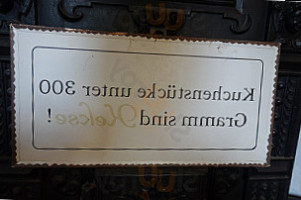 Kuchenstücke unter 300
Gramm sind Kekse !